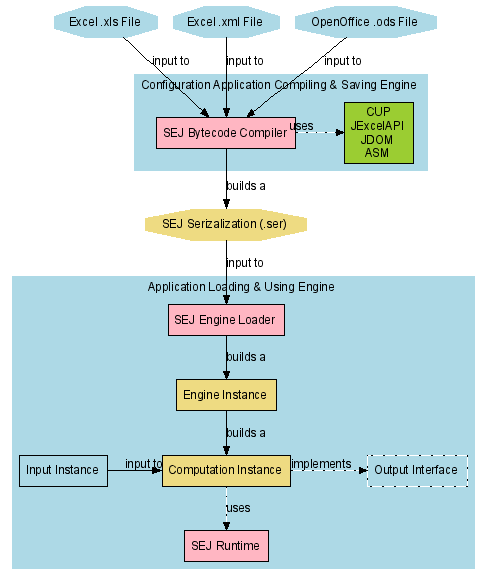 Excel .xls File
Excel .xml File
OpenOffice .ods File
input to
input to
input to
Configuration Application Compiling & Saving Engine
SEJ Bytecode Compiler
uses
CUP
JExcelAPI
JDOM
ASM
builds a
SEJ Serizalization (.ser)
input to
Application Loading & Using Engine
SEJ Engine Loader
builds a
Engine Instance
builds a
Input Instance
input to
Computation Instance
implements
Output Interface
uses
SEJ Runtime